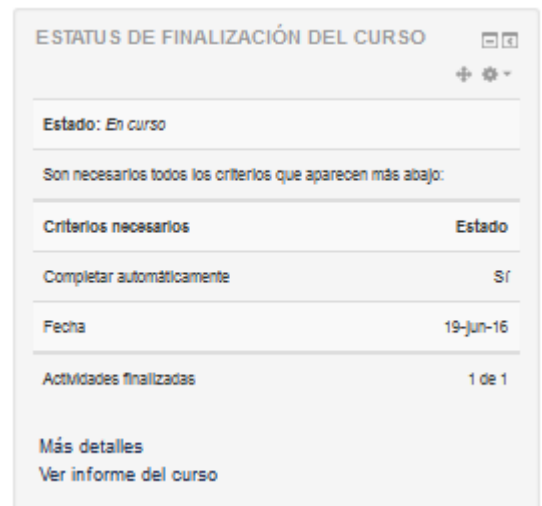 ESTATUS DE FINALIZACIÓN DEL CURSO
Estado: En curso
Son necesarios todos los criterios que aparecen más abajo:
Criterios necesarios Estado
Completar automáticamente Sí
Fecha 19-jun-16
Actividades finalizadas 1 de 1
Más detalles
Ver informe del curso